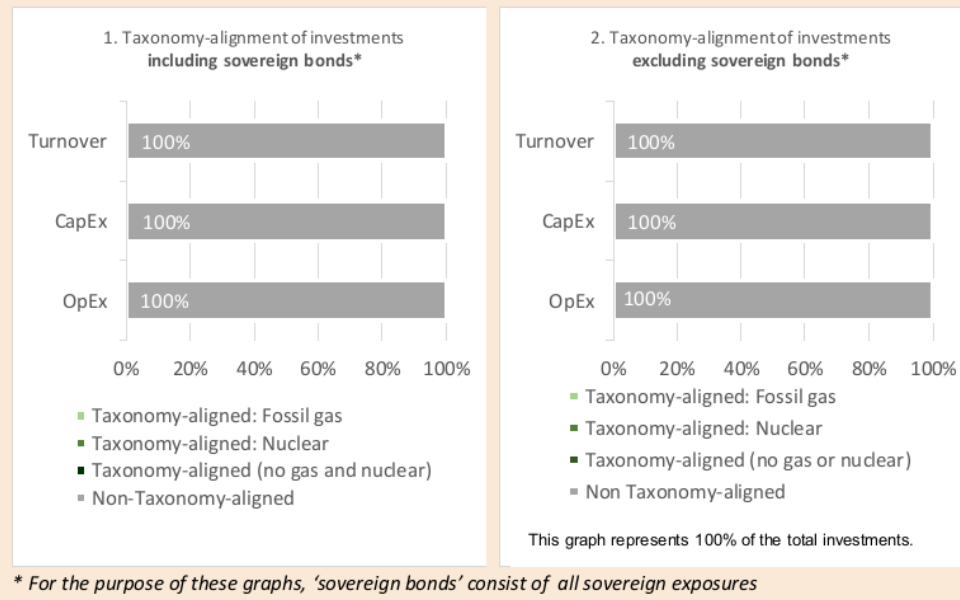 1. Taxonomy-alignment of investments
including sovereign bonds*
Turnover
100%
CapEx
100%
OpEx
100%
0% 20% 40% 60% 80% 100%
Taxonomy-aligned: Fossil gas
Taxonomy-aligned: Nuclear
Taxonomy-aligned (no gas and nuclear)
Non-Taxonomy-aligned
2. Taxonomy-alignment of investments
excluding sovereign bonds*
Turnover
100%
CapEx
100%
OpEx
100%
0% 20% 40% 60% 80% 100%
Taxonomy-aligned: Fossil gas
Taxonomy-aligned: Nuclear
Taxonomy-aligned (no gas or nuclear)
Non Taxonomy-aligned
This graph represents 100% of the total investments.
* For the purpose of these graphs, ‘sovereign bonds’ consist of all sovereign exposures